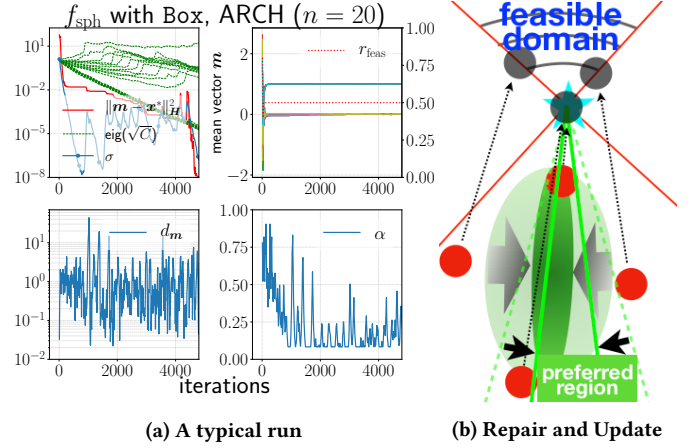 f_sph with Box, ARCH (n = 20)
10^1
10^-2
10^-5
10^-8
‖m − x*‖²_H
eig(√C)
σ
0
2000
4000
mean vector m
2
0
−2
r_feas
1.00
0.75
0.50
0.25
0.00
0
2000
4000
10^1
10^0
10^-1
10^-2
d_m
0
2000
4000
1.00
0.75
0.50
0.25
0.00
α
0
2000
4000
iterations
(a) A typical run
feasible
domain
preferred
region
(b) Repair and Update